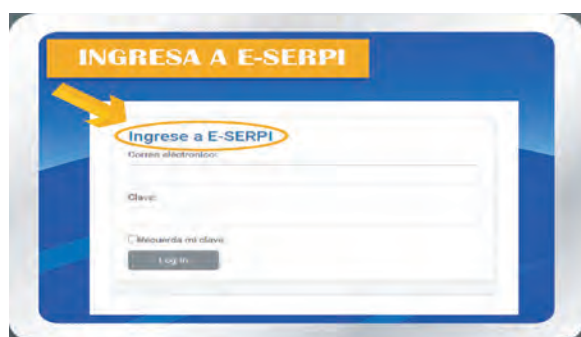 INGRESA A E-SERPI
Ingrese a E-SERPI
Correo electronico:
Clave:
Recuerda mi clave
Log In